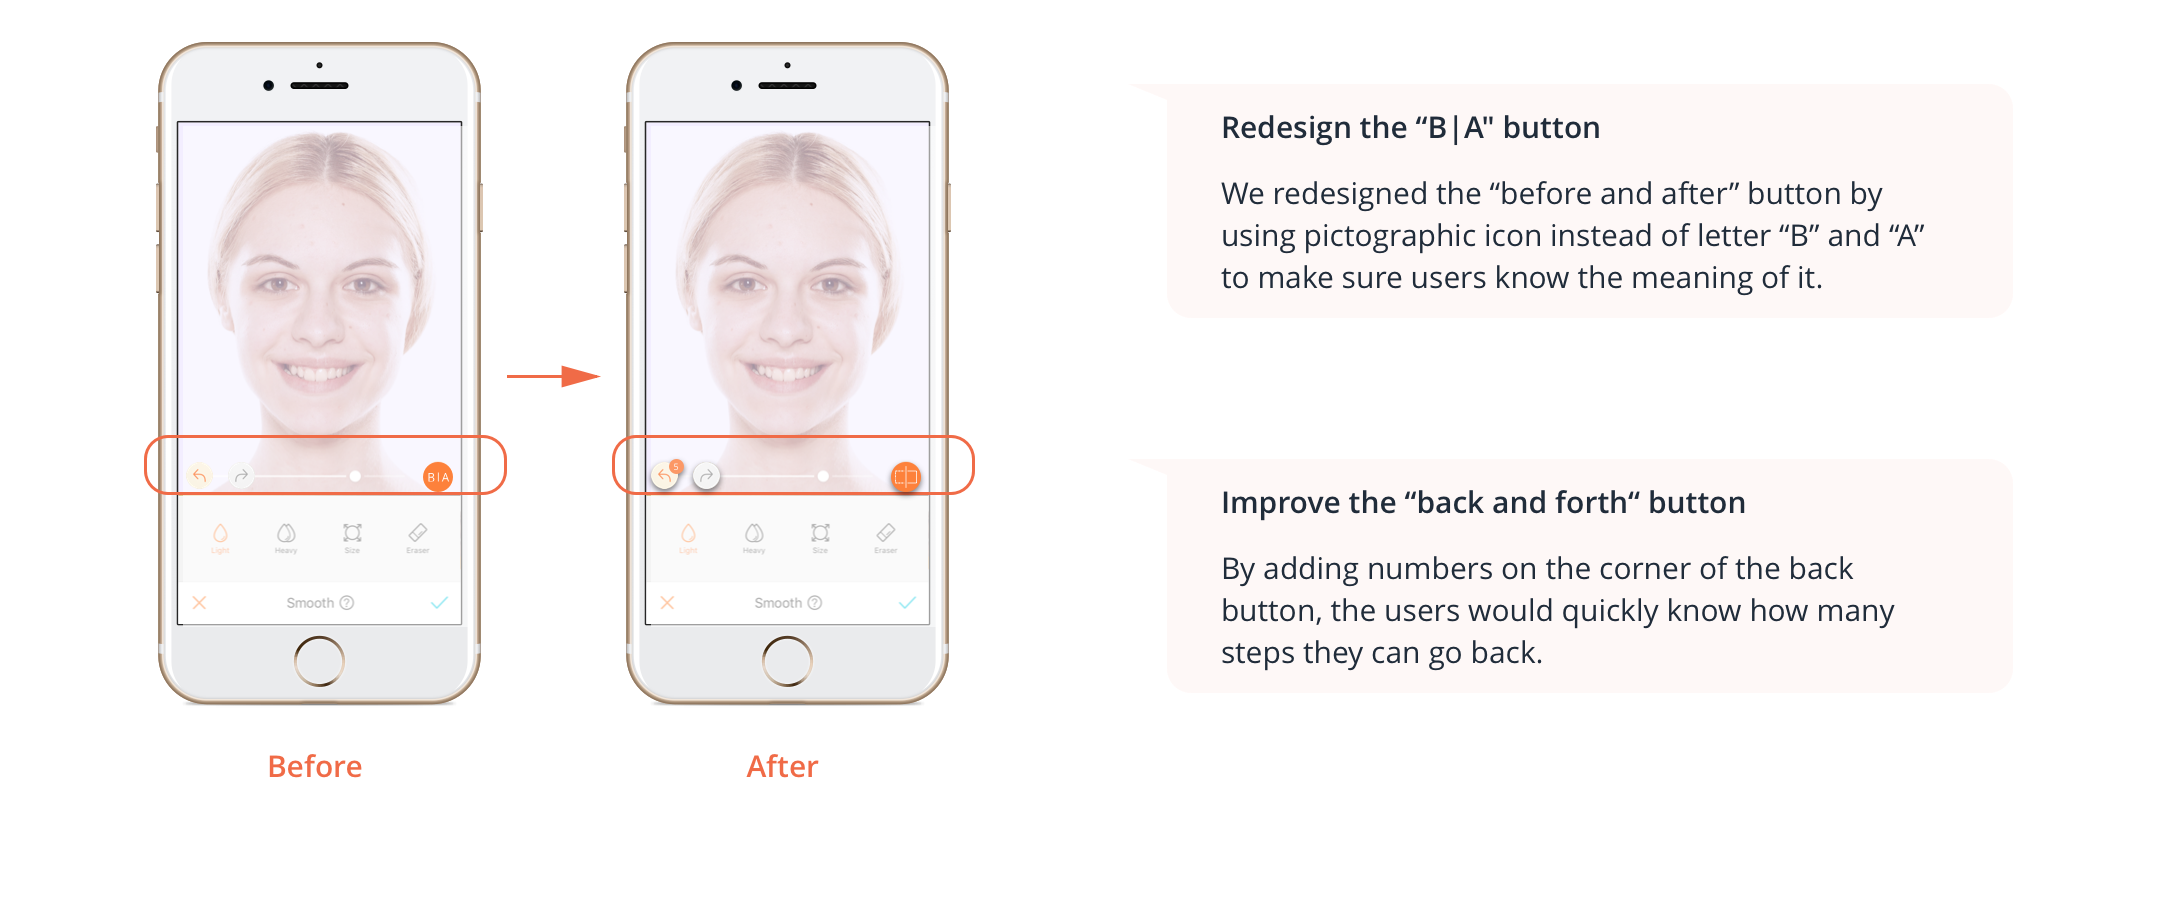 B|A
Light
Heavy
Size
Eraser
Smooth ?
Before
5
Light
Heavy
Size
Eraser
Smooth ?
After
Redesign the “B|A" button
We redesigned the “before and after” button by
using pictographic icon instead of letter “B” and “A”
to make sure users know the meaning of it.
Improve the “back and forth“ button
By adding numbers on the corner of the back
button, the users would quickly know how many
steps they can go back.